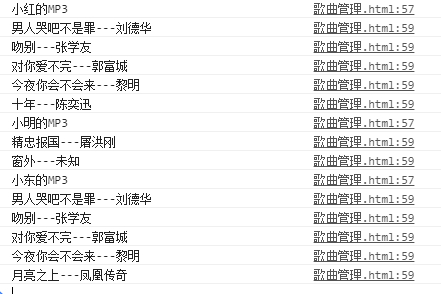 小红的MP3 歌曲管理.html:57
男人哭吧不是罪---刘德华 歌曲管理.html:59
吻别---张学友 歌曲管理.html:59
对你爱不完---郭富城 歌曲管理.html:59
今夜你会不会来---黎明 歌曲管理.html:59
十年---陈奕迅 歌曲管理.html:59
小明的MP3 歌曲管理.html:57
精忠报国---屠洪刚 歌曲管理.html:59
窗外---未知 歌曲管理.html:59
小东的MP3 歌曲管理.html:57
男人哭吧不是罪---刘德华 歌曲管理.html:59
吻别---张学友 歌曲管理.html:59
对你爱不完---郭富城 歌曲管理.html:59
今夜你会不会来---黎明 歌曲管理.html:59
月亮之上---凤凰传奇 歌曲管理.html:59